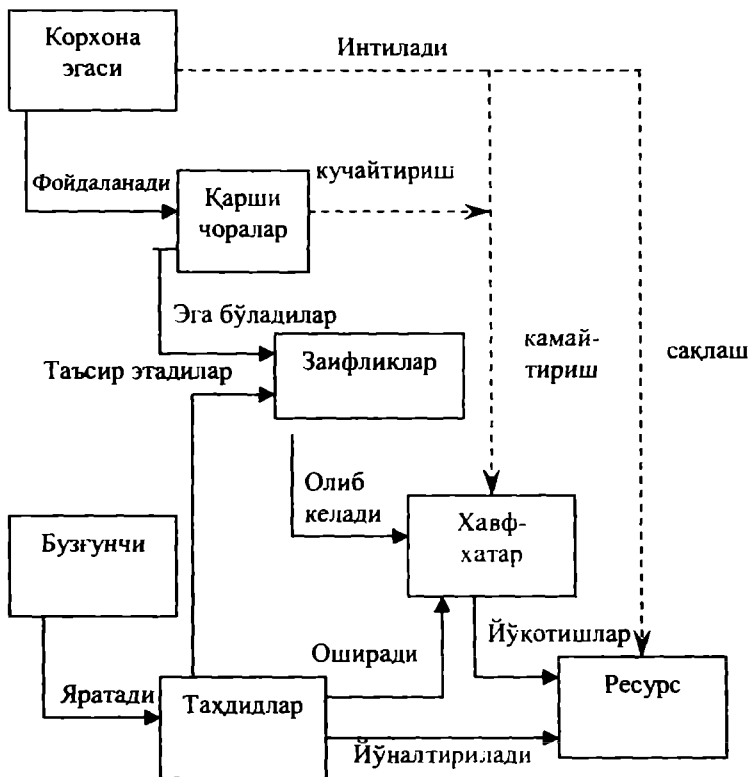 Корхона
эгаси
Интилади
Фойдаланади
Қарши
чоралар
кучайтириш
Эга бўладилар
Таъсир этадилар
Заифликлар
камай-
тириш
сақлаш
Олиб
келади
Бузғунчи
Хавф-
хатар
Оширади
Йўқотишлар
Яратади
Таҳдидлар
Ресурс
Йўналтирилади